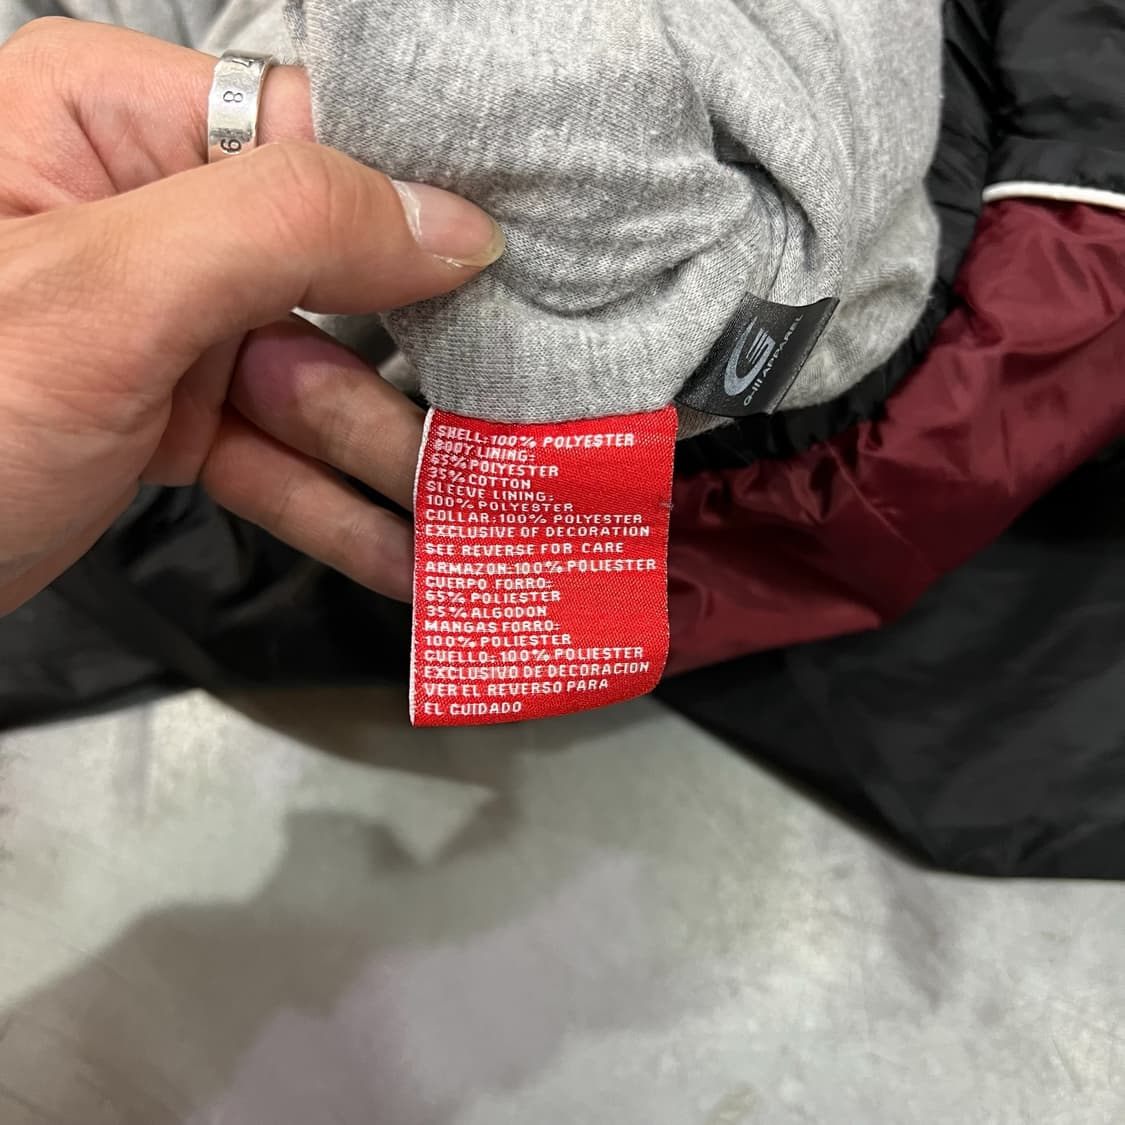 8
9
G-III APPAREL
SHELL:100% POLYESTER
BODY LINING:
65% POLYESTER
35% COTTON
SLEEVE LINING:
100% POLYESTER
COLLAR:100% POLYESTER
EXCLUSIVE OF DECORATION
SEE REVERSE FOR CARE
ARMAZON:100% POLIESTER
CUERPO FORRO:
65% POLIESTER
35% ALGODON
MANGAS FORRO:
100% POLIESTER
CUELLO:100% POLIESTER
EXCLUSIVO DE DECORACION
VER EL REVERSO PARA
EL CUIDADO